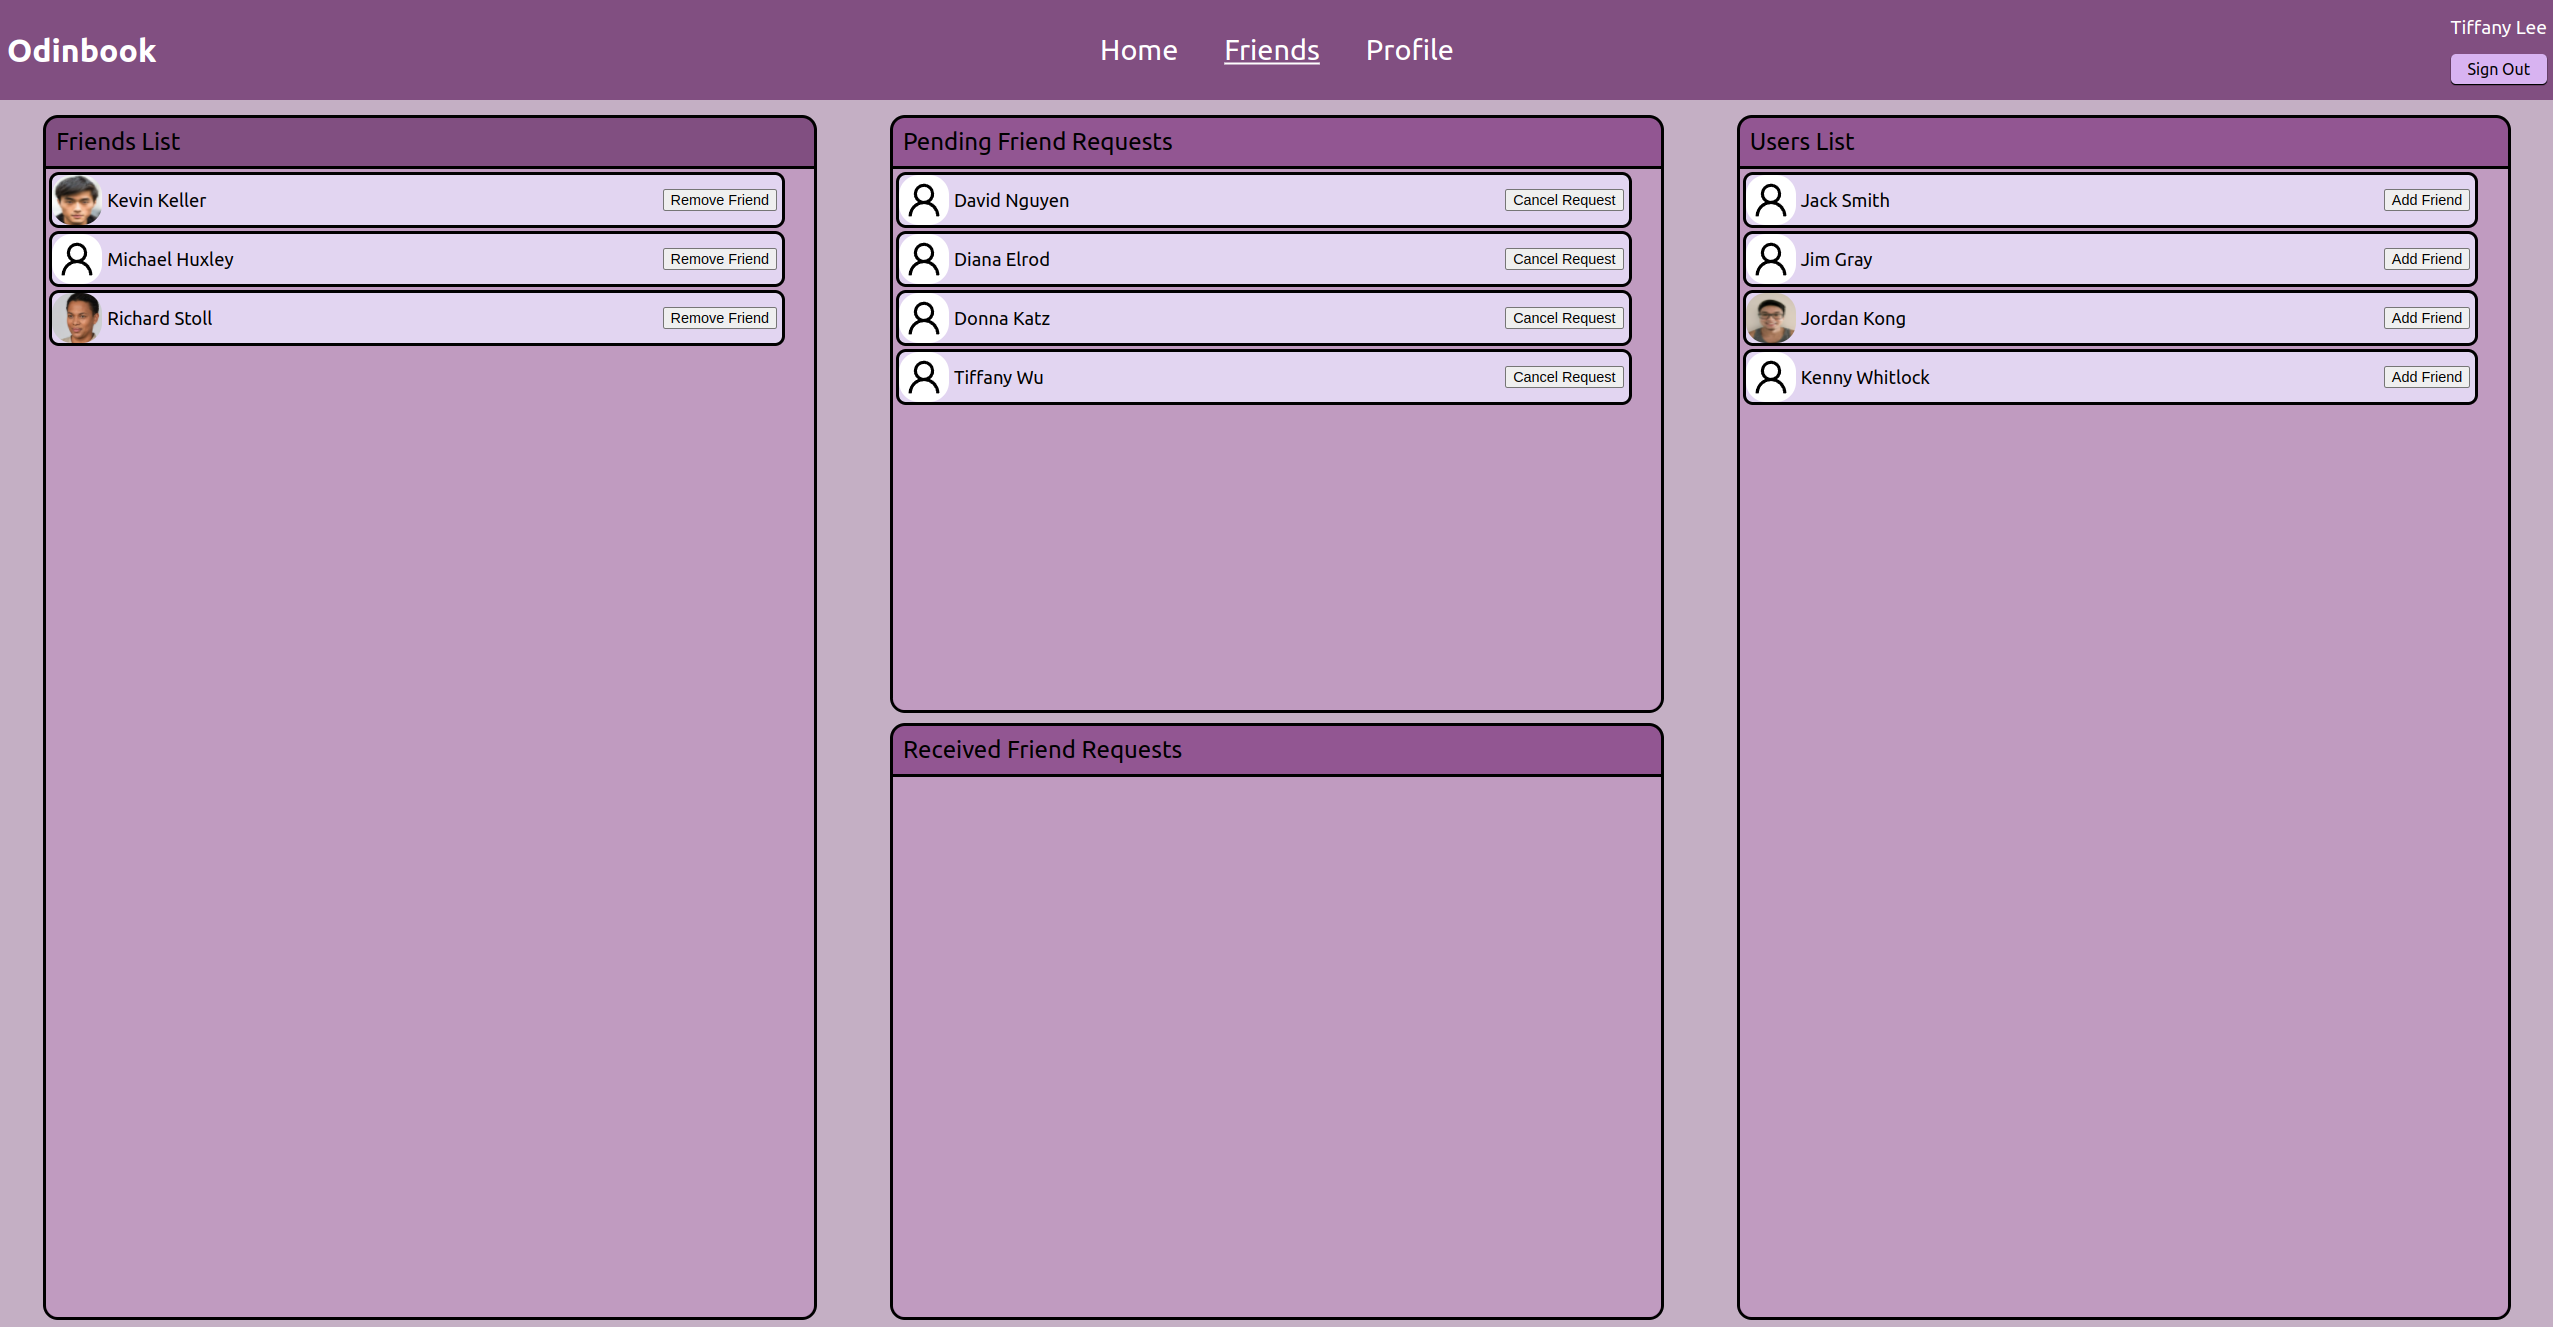 Odinbook
Home Friends Profile
Tiffany Lee
Sign Out
Friends List
Kevin Keller Remove Friend
Michael Huxley Remove Friend
Richard Stoll Remove Friend
Pending Friend Requests
David Nguyen Cancel Request
Diana Elrod Cancel Request
Donna Katz Cancel Request
Tiffany Wu Cancel Request
Received Friend Requests
Users List
Jack Smith Add Friend
Jim Gray Add Friend
Jordan Kong Add Friend
Kenny Whitlock Add Friend